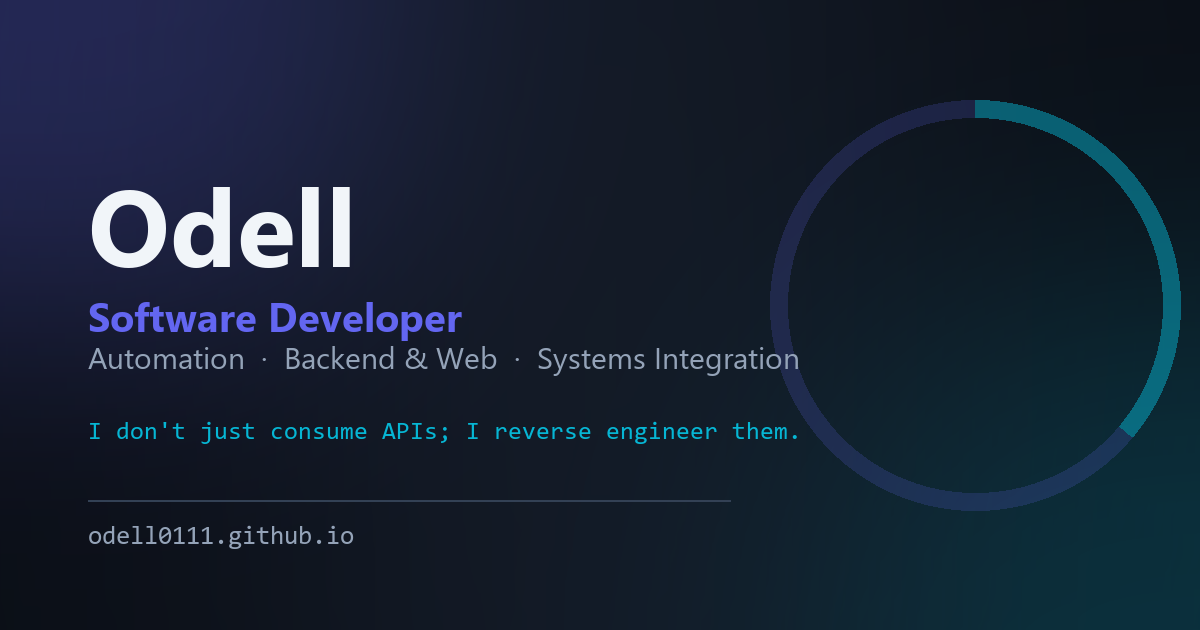 Odell
Software Developer
Automation · Backend & Web · Systems Integration
I don't just consume APIs; I reverse engineer them.
odell0111.github.io